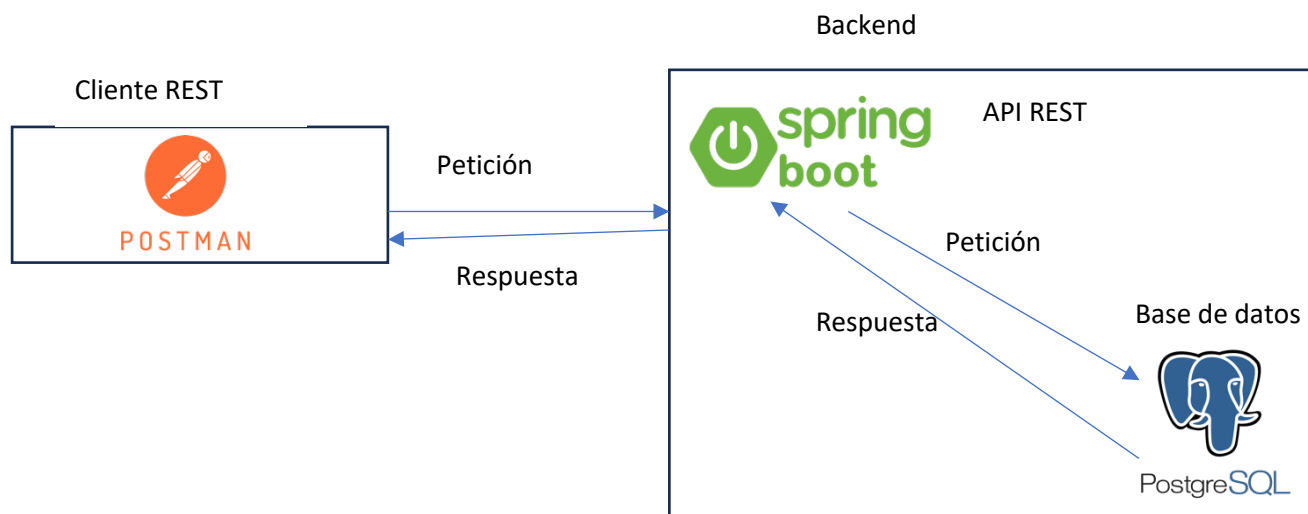 Backend
Cliente REST
POSTMAN
Petición
Respuesta
spring
boot
API REST
Petición
Respuesta
Base de datos
PostgreSQL